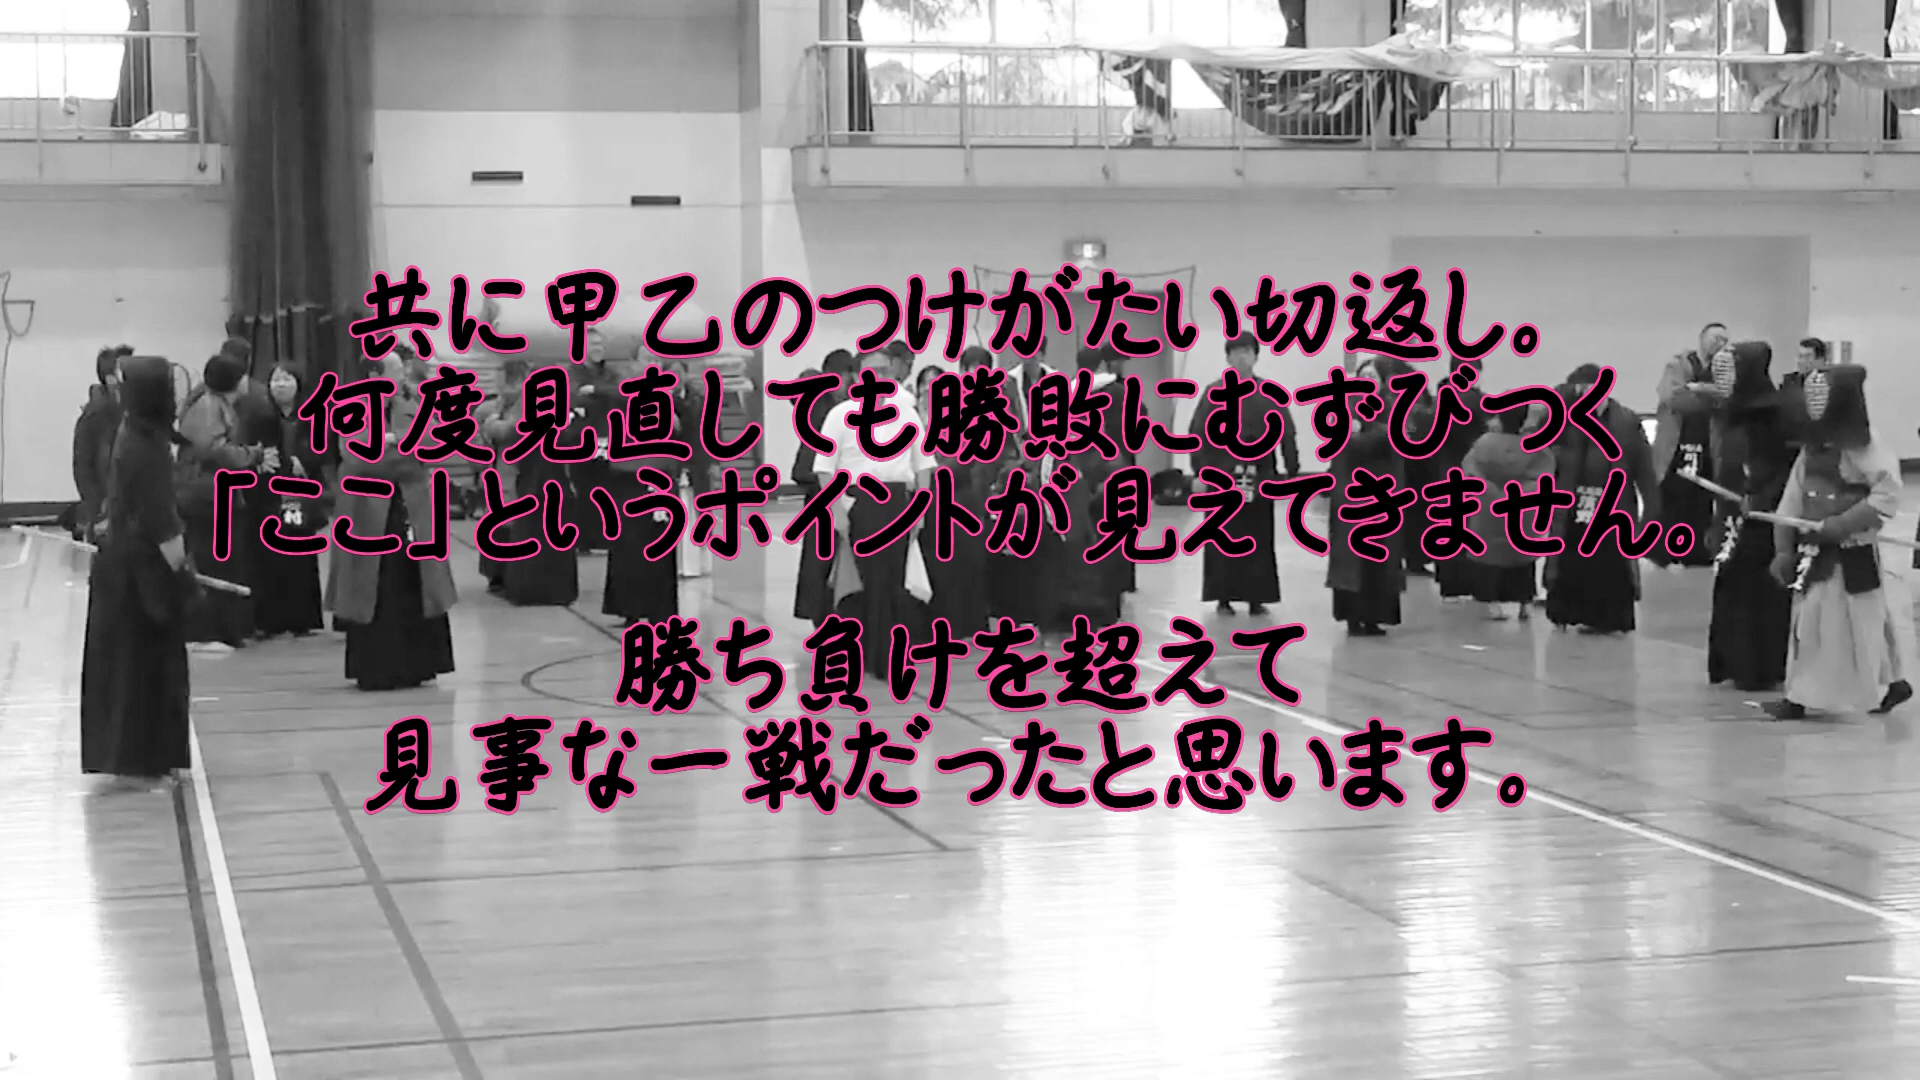 共に甲乙のつけがたい切返し。
何度見直しても勝敗にむずびつく
「ここ」というポイントが見えてきません。
勝ち負けを超えて
見事な一戦だったと思います。